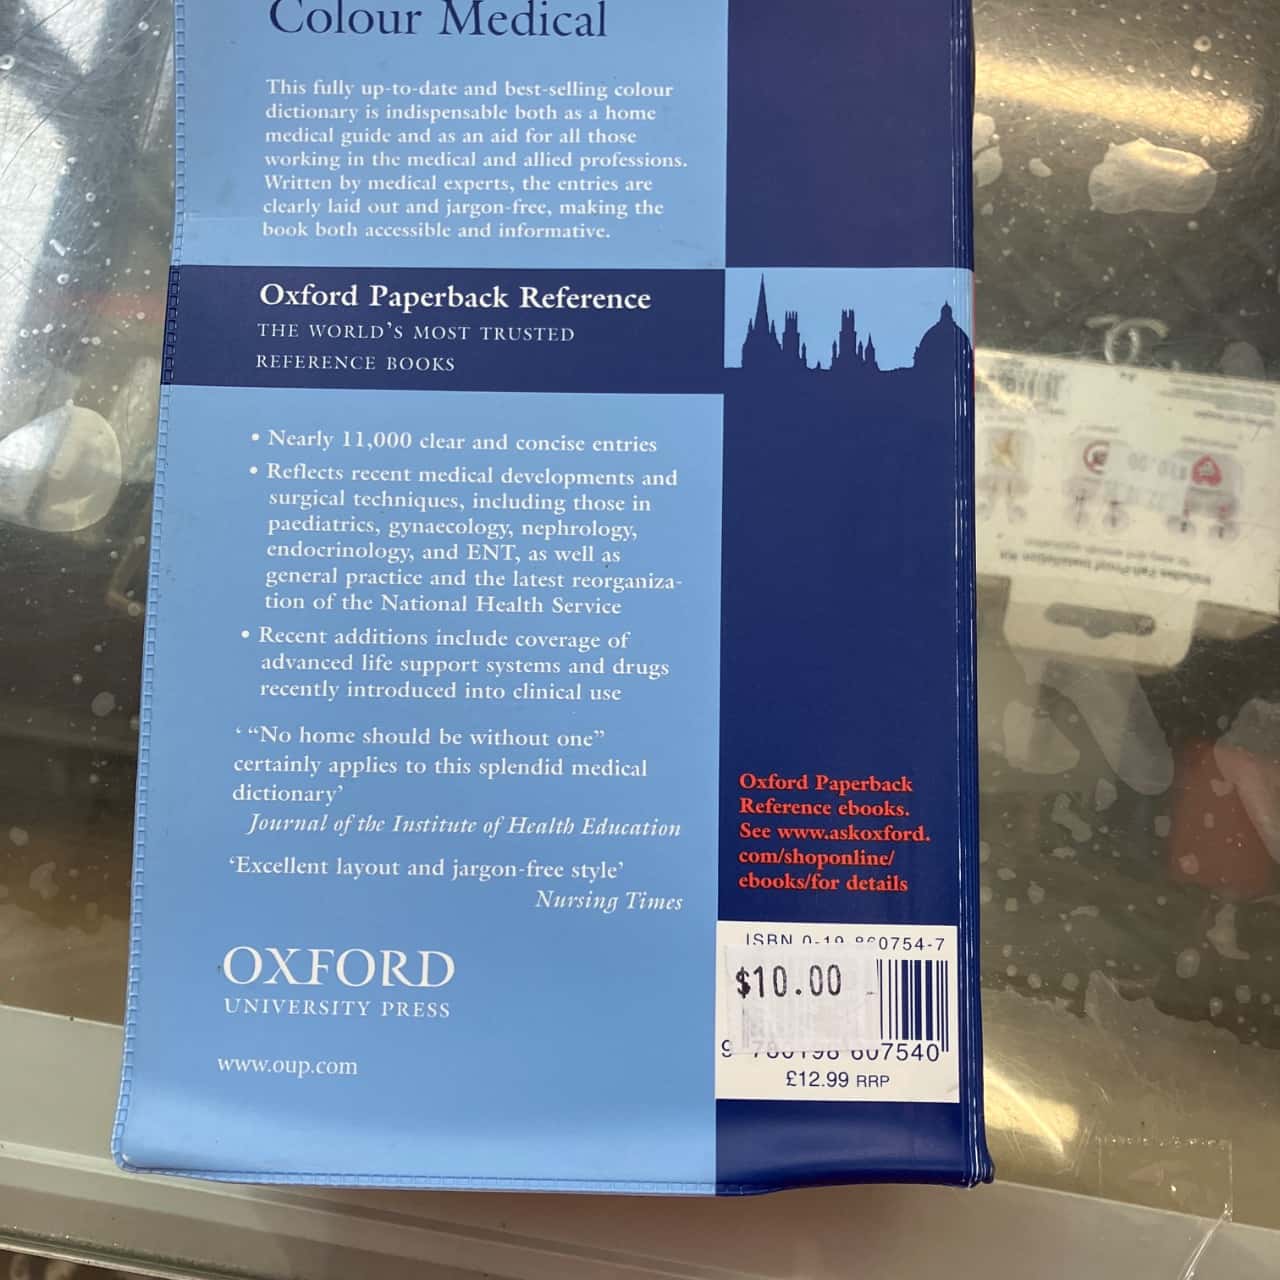 Colour Medical
This fully up-to-date and best-selling colour
dictionary is indispensable both as a home
medical guide and as an aid for all those
working in the medical and allied professions.
Written by medical experts, the entries are
clearly laid out and jargon-free, making the
book both accessible and informative.
Oxford Paperback Reference
THE WORLD'S MOST TRUSTED
REFERENCE BOOKS
• Nearly 11,000 clear and concise entries
• Reflects recent medical developments and
surgical techniques, including those in
paediatrics, gynaecology, nephrology,
endocrinology, and ENT, as well as
general practice and the latest reorganiza-
tion of the National Health Service
• Recent additions include coverage of
advanced life support systems and drugs
recently introduced into clinical use
‘ “No home should be without one”
certainly applies to this splendid medical
dictionary’
Journal of the Institute of Health Education
‘Excellent layout and jargon-free style’
Nursing Times
OXFORD
UNIVERSITY PRESS
www.oup.com
Oxford Paperback
Reference ebooks.
See www.askoxford.
com/shoponline/
ebooks/for details
ISBN 0-19-860754-7
$10.00
9 780198 607540
£12.99 RRP